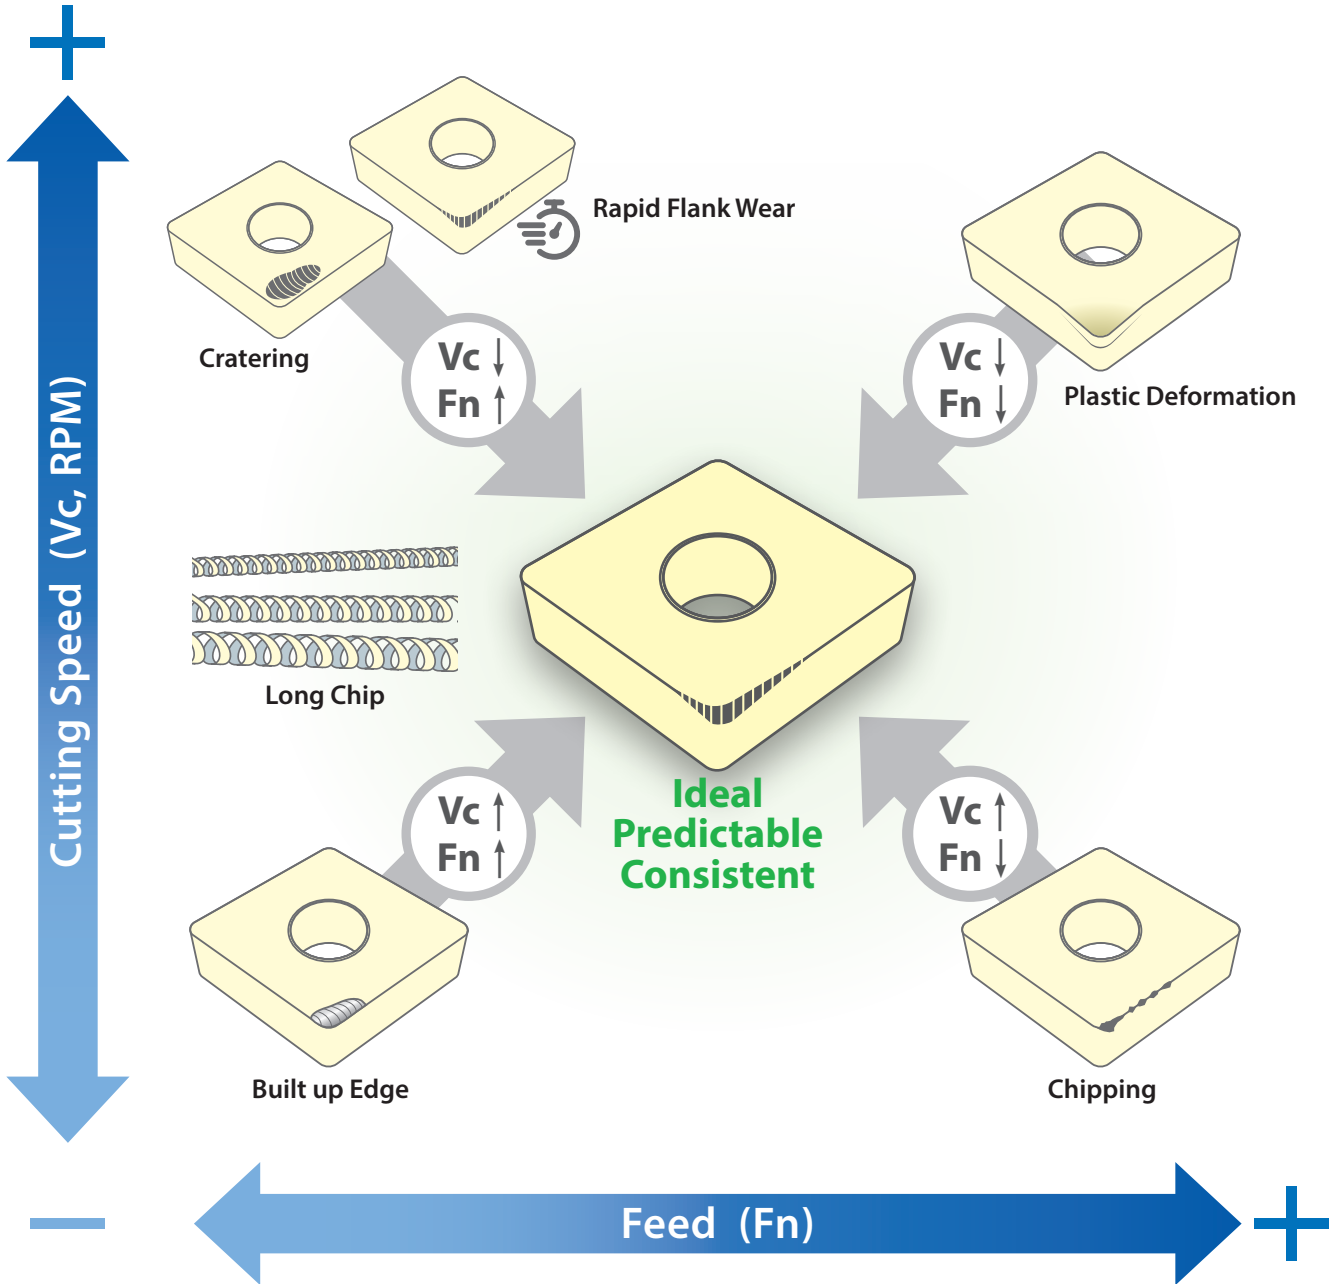 Rapid Flank Wear
Cratering
Vc ↓
Fn ↑
Vc ↓
Fn ↓
Plastic Deformation
Cutting Speed (Vc, RPM)
Long Chip
Ideal
Predictable
Consistent
Vc ↑
Fn ↑
Vc ↑
Fn ↓
Built up Edge
Chipping
Feed (Fn)